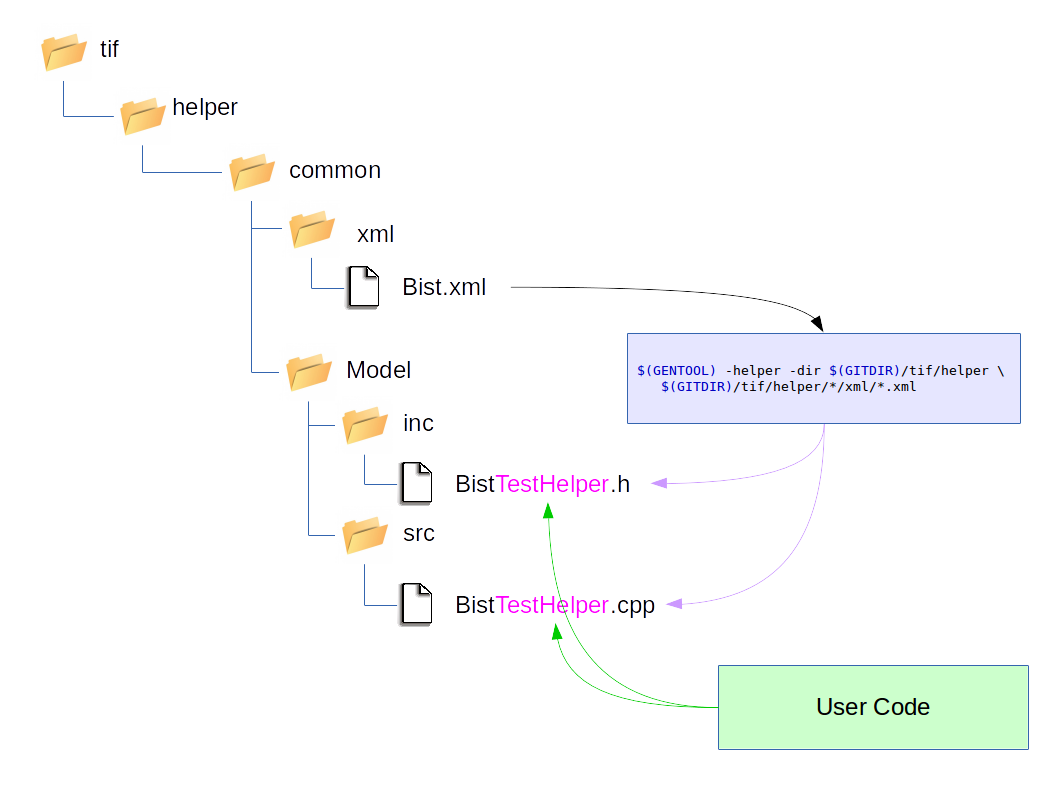 tif
helper
common
xml
Bist.xml
$(GENTOOL) -helper -dir $(GITDIR)/tif/helper \
$(GITDIR)/tif/helper/*/xml/*.xml
Model
inc
BistTestHelper.h
src
BistTestHelper.cpp
User Code